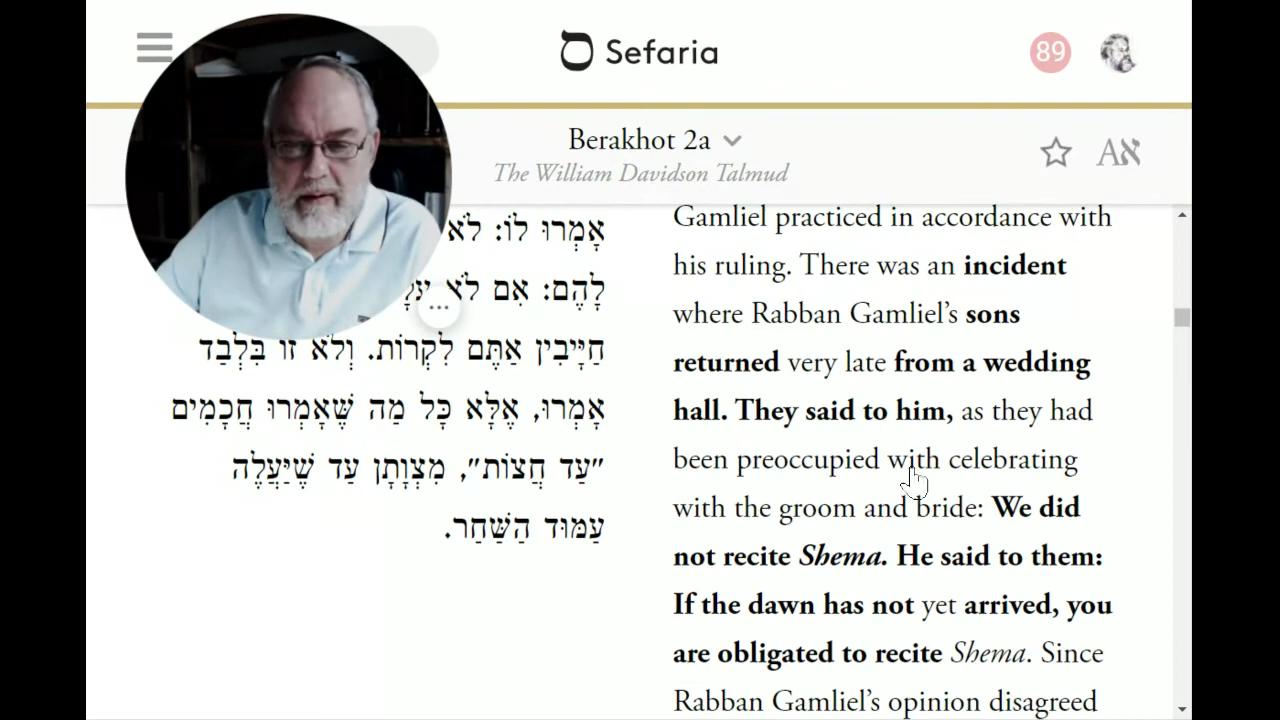 Sefaria
89
Berakhot 2a
The William Davidson Talmud
אָמְרוּ לוֹ: לֹא
לָהֶם: אִם לֹא
חַיָּיבִין אַתֶּם לִקְרוֹת. וְלֹא זוֹ בִּלְבַד
אָמְרוּ, אֶלָּא כָּל מַה שֶּׁאָמְרוּ חֲכָמִים
״עַד חֲצוֹת״, מִצְוָתָן עַד שֶׁיַּעֲלֶה
עַמּוּד הַשַּׁחַר.
Gamliel practiced in accordance with
his ruling. There was an incident
where Rabban Gamliel’s sons
returned very late from a wedding
hall. They said to him, as they had
been preoccupied with celebrating
with the groom and bride: We did
not recite Shema. He said to them:
If the dawn has not yet arrived, you
are obligated to recite Shema. Since
Rabban Gamliel’s opinion disagreed